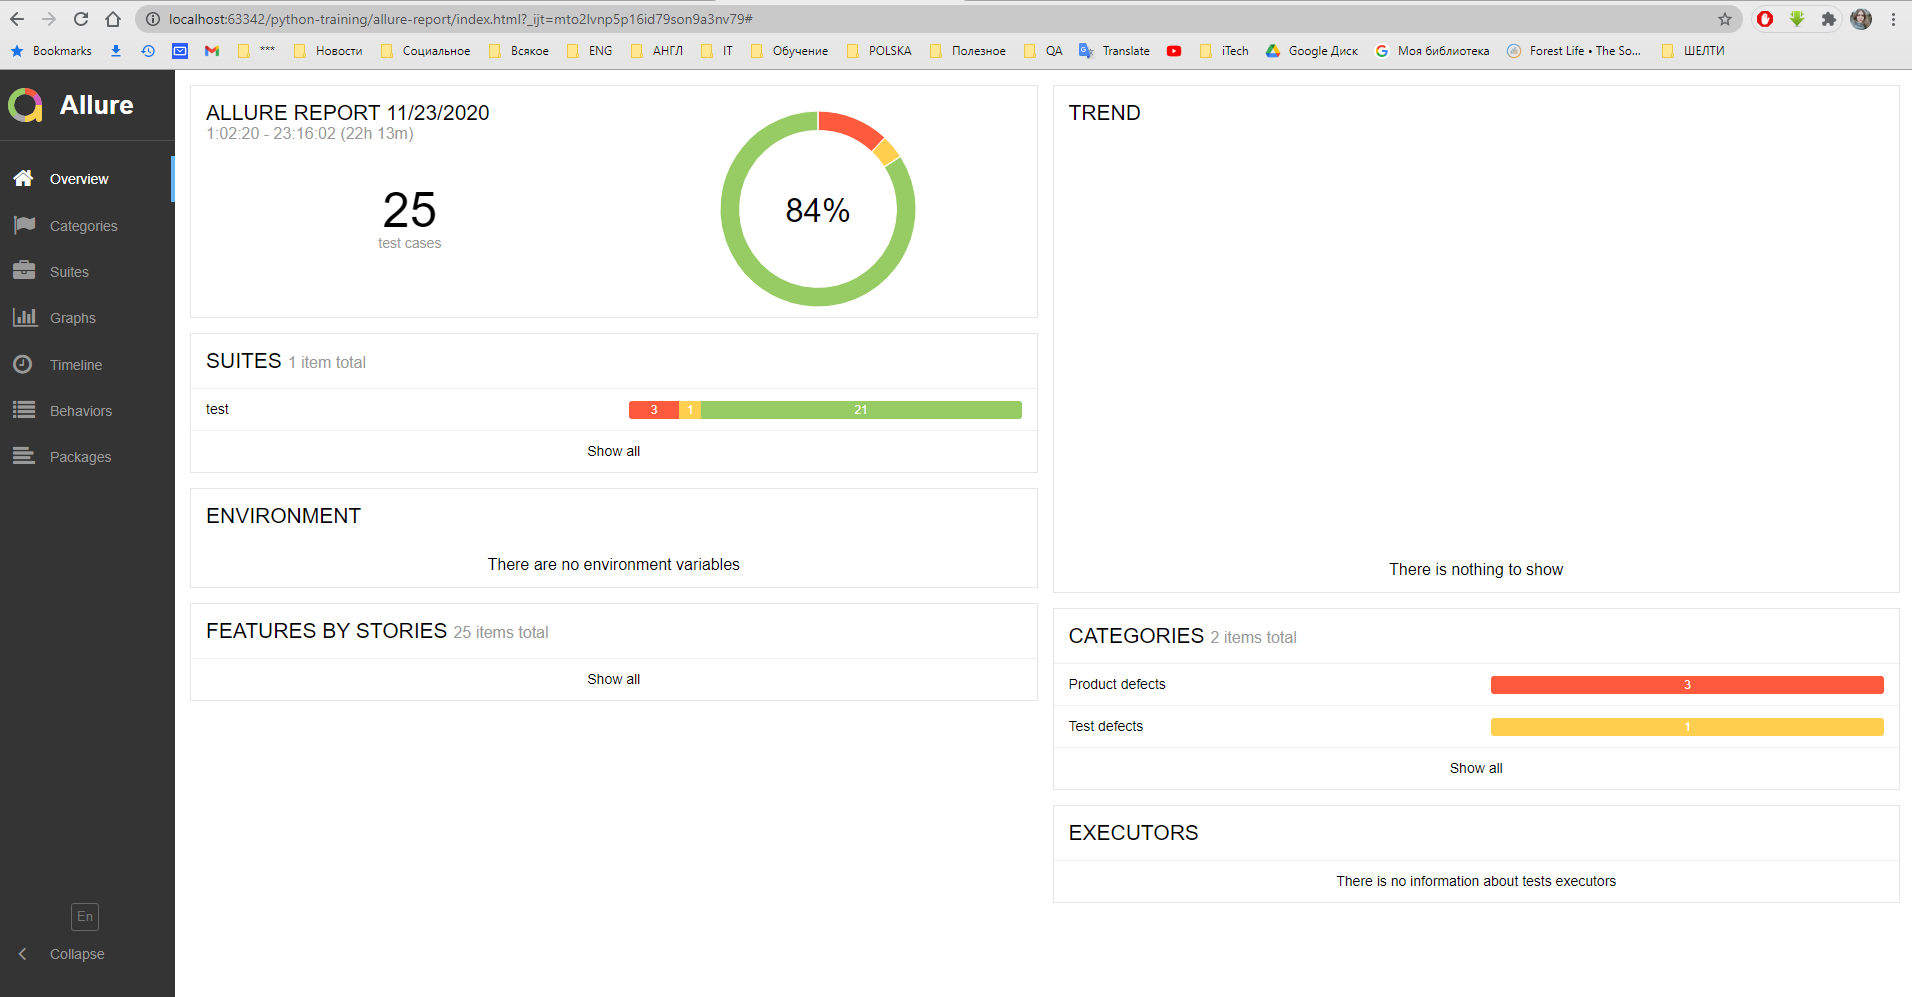 localhost:63342/python-training/allure-report/index.html?_ijt=mto2lvnp5p16id79son9a3nv79#
Bookmarks *** Новости Социальное Всякое ENG АНГЛ IT Обучение POLSKA Полезное QA Translate iTech Google Диск Моя библиотека Forest Life • The So... ШЕЛТИ
Allure
Overview
Categories
Suites
Graphs
Timeline
Behaviors
Packages
En
Collapse
ALLURE REPORT 11/23/2020
1:02:20 - 23:16:02 (22h 13m)
25
test cases
84%
SUITES 1 item total
test 3 1 21
Show all
ENVIRONMENT
There are no environment variables
FEATURES BY STORIES 25 items total
Show all
TREND
There is nothing to show
CATEGORIES 2 items total
Product defects 3
Test defects 1
Show all
EXECUTORS
There is no information about tests executors